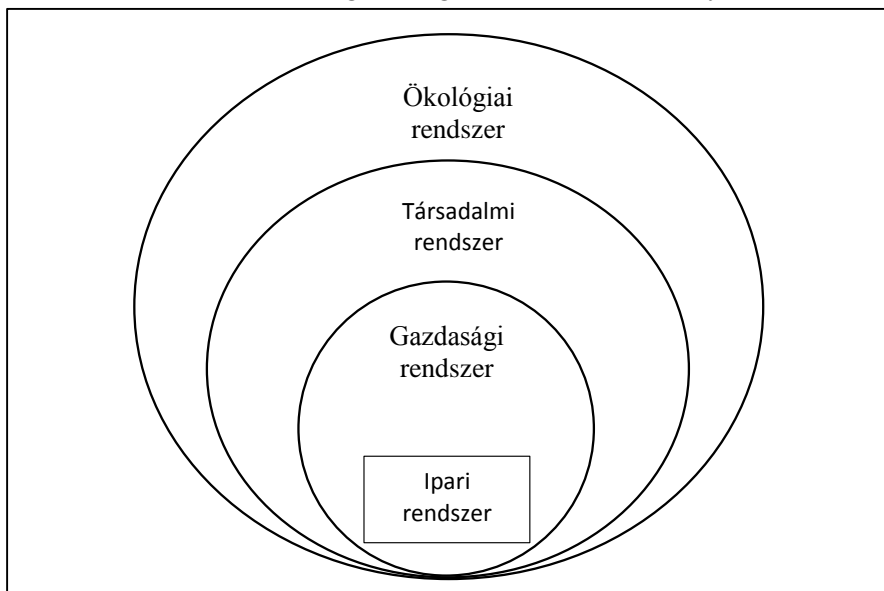 Ökológiai
rendszer
Társadalmi
rendszer
Gazdasági
rendszer
Ipari
rendszer